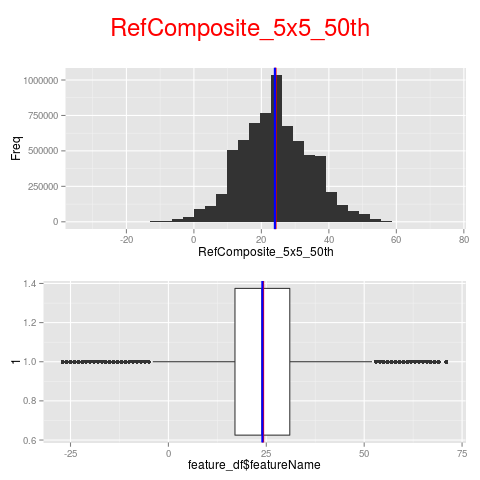 RefComposite_5x5_50th
1000000
750000
500000
250000
0
Freq
-20 0 20 40 60 80
RefComposite_5x5_50th
1.4
1.2
1.0
0.8
0.6
1
-25 0 25 50 75
feature_df$featureName